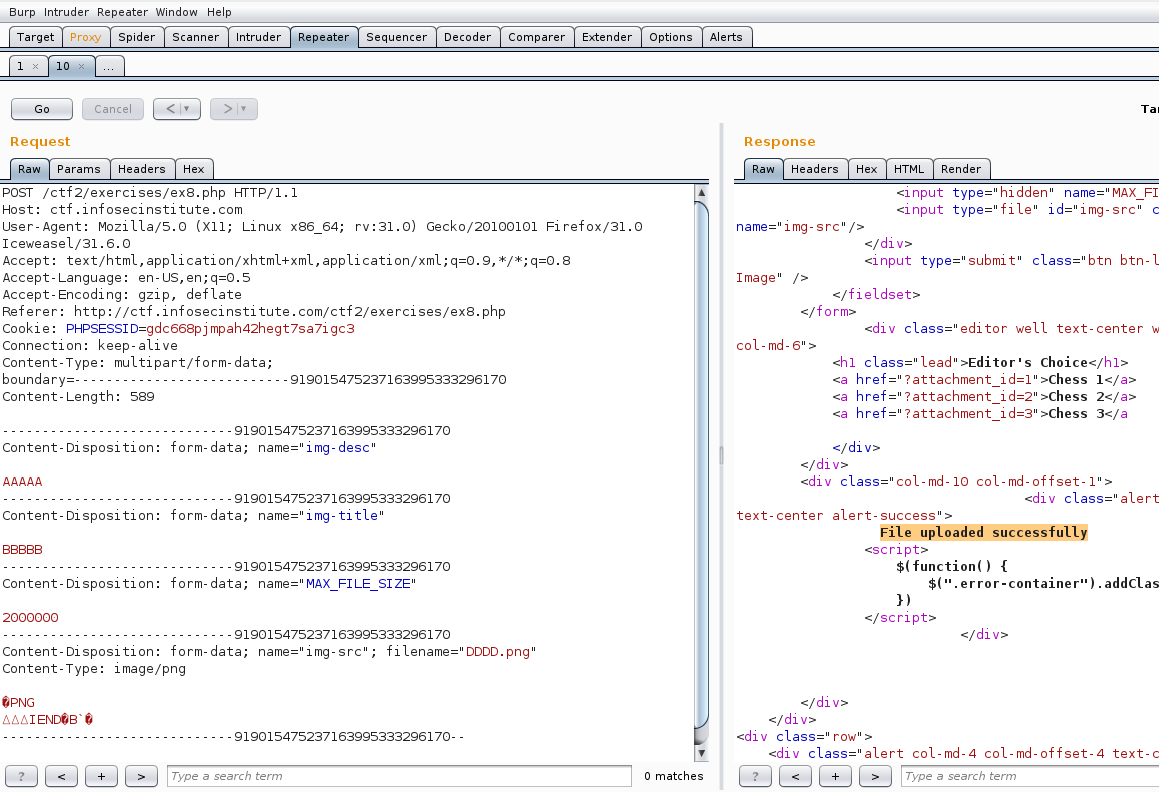 Burp Intruder Repeater Window Help
Target Proxy Spider Scanner Intruder Repeater Sequencer Decoder Comparer Extender Options Alerts
1 × 10 × ...
Go Cancel < ▼ > ▼
Request
Raw Params Headers Hex
POST /ctf2/exercises/ex8.php HTTP/1.1
Host: ctf.infosecinstitute.com
User-Agent: Mozilla/5.0 (X11; Linux x86_64; rv:31.0) Gecko/20100101 Firefox/31.0
Iceweasel/31.6.0
Accept: text/html,application/xhtml+xml,application/xml;q=0.9,*/*;q=0.8
Accept-Language: en-US,en;q=0.5
Accept-Encoding: gzip, deflate
Referer: http://ctf.infosecinstitute.com/ctf2/exercises/ex8.php
Cookie: PHPSESSID=gdc668pjmpah42hegt7sa7igc3
Connection: keep-alive
Content-Type: multipart/form-data;
boundary=---------------------------919015475237163995333296170
Content-Length: 589
-----------------------------919015475237163995333296170
Content-Disposition: form-data; name="img-desc"
AAAAA
-----------------------------919015475237163995333296170
Content-Disposition: form-data; name="img-title"
BBBBB
-----------------------------919015475237163995333296170
Content-Disposition: form-data; name="MAX_FILE_SIZE"
2000000
-----------------------------919015475237163995333296170
Content-Disposition: form-data; name="img-src"; filename="DDDD.png"
Content-Type: image/png
�PNG
△△△IEND�B`�
-----------------------------919015475237163995333296170--
? < + > Type a search term 0 matches
Response
Raw Headers Hex HTML Render
<input type="hidden" name="MAX_FI
<input type="file" id="img-src" c
name="img-src"/>
</div>
<input type="submit" class="btn btn-l
Image" />
</fieldset>
</form>
<div class="editor well text-center w
col-md-6">
<h1 class="lead">Editor's Choice</h1>
<a href="?attachment_id=1">Chess 1</a>
<a href="?attachment_id=2">Chess 2</a>
<a href="?attachment_id=3">Chess 3</a
</div>
</div>
<div class="col-md-10 col-md-offset-1">
<div class="alert
text-center alert-success">
File uploaded successfully
<script>
$(function() {
$(".error-container").addClas
})
</script>
</div>
</div>
</div>
<div class="row">
<div class="alert col-md-4 col-md-offset-4 text-c
? < + > Type a search term